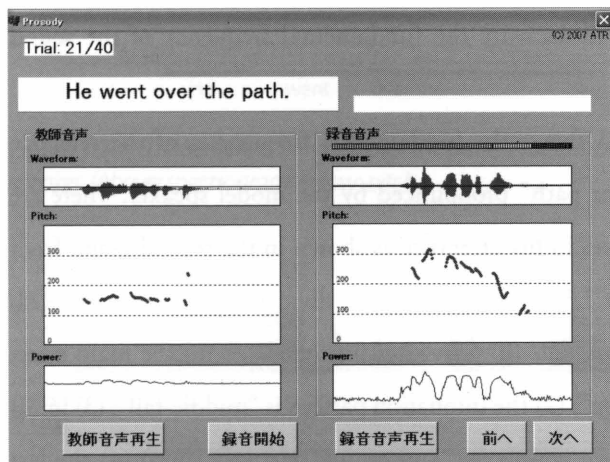 Prosody
(C) 2007 ATR
Trial: 21/40
He went over the path.
教師音声
Waveform:
Pitch:
300
200
100
0
Power:
録音音声
Waveform:
Pitch:
300
200
100
0
Power:
教師音声再生
録音開始
録音音声再生
前へ
次へ